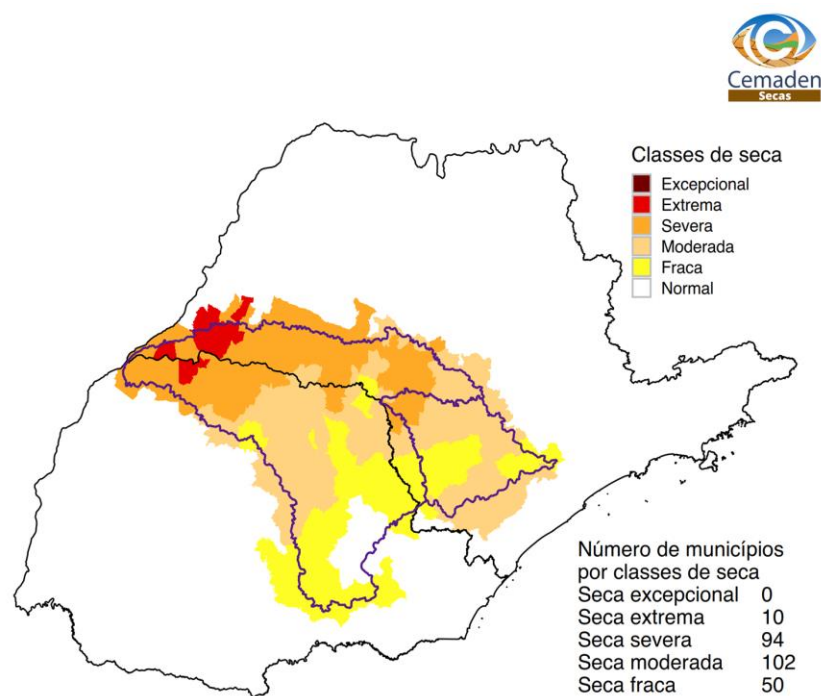 Cemaden
Secas
Classes de seca
Excepcional
Extrema
Severa
Moderada
Fraca
Normal
Número de municípios
por classes de seca
Seca excepcional 0
Seca extrema 10
Seca severa 94
Seca moderada 102
Seca fraca 50